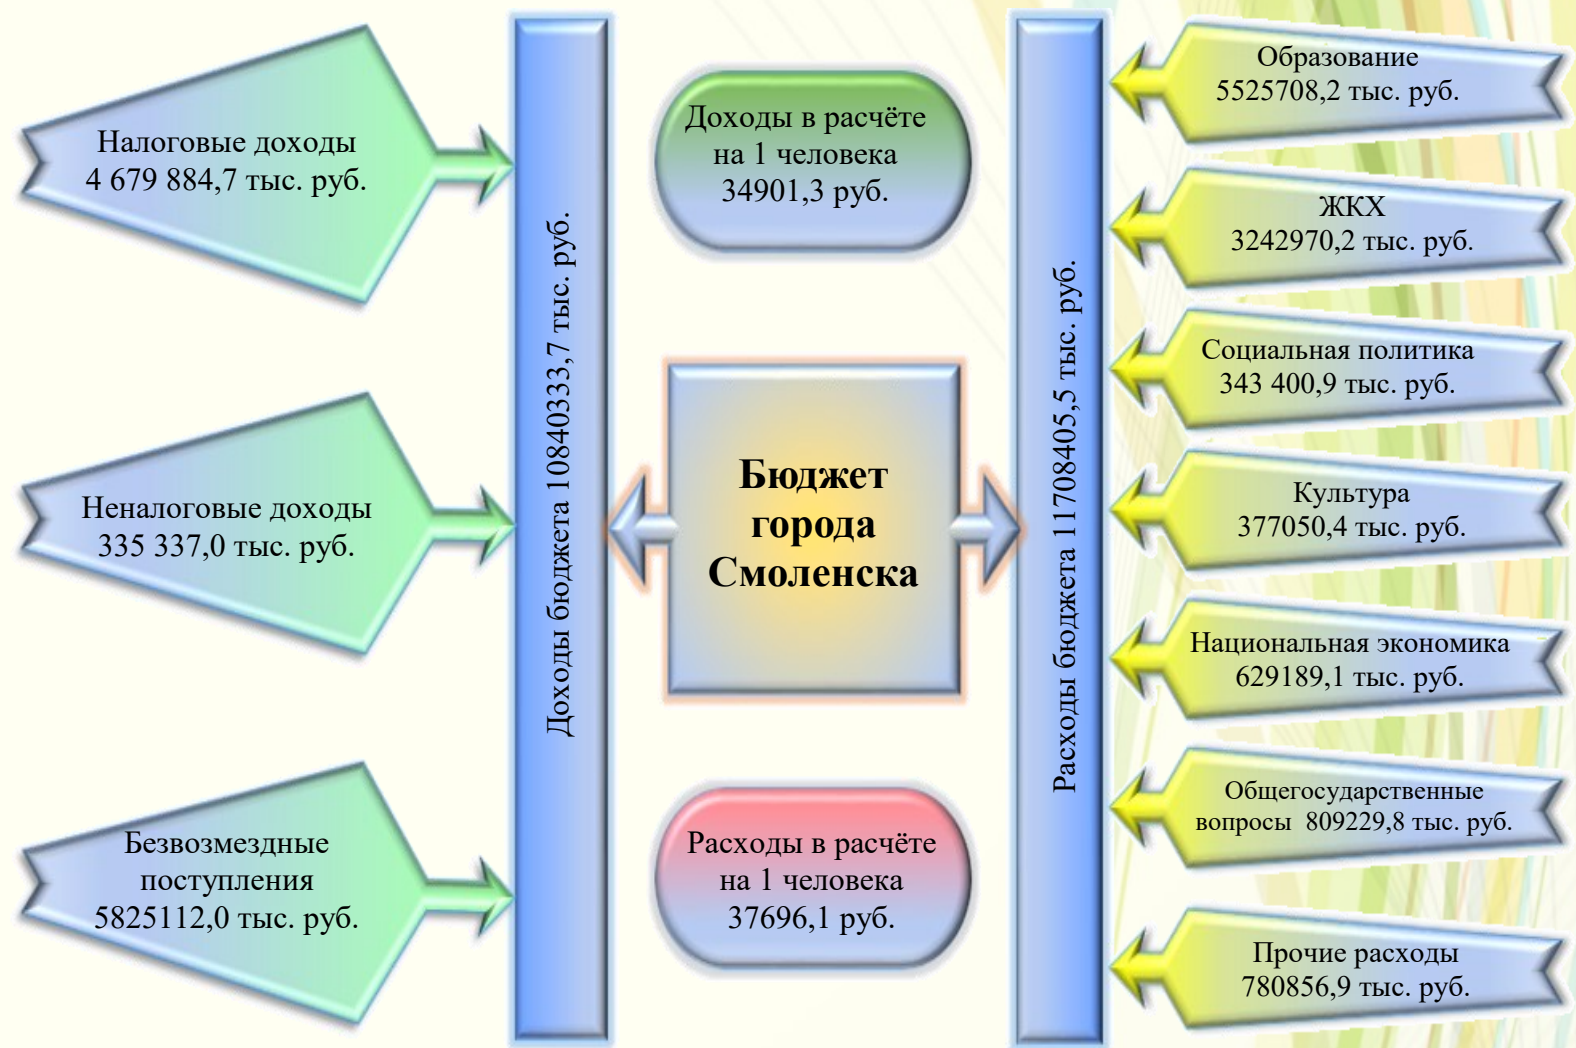 Налоговые доходы
4 679 884,7 тыс. руб.
Неналоговые доходы
335 337,0 тыс. руб.
Безвозмездные
поступления
5825112,0 тыс. руб.
Доходы бюджета 10840333,7 тыс. руб.
Доходы в расчёте
на 1 человека
34901,3 руб.
Бюджет
города
Смоленска
Расходы в расчёте
на 1 человека
37696,1 руб.
Расходы бюджета 11708405,5 тыс. руб.
Образование
5525708,2 тыс. руб.
ЖКХ
3242970,2 тыс. руб.
Социальная политика
343 400,9 тыс. руб.
Культура
377050,4 тыс. руб.
Национальная экономика
629189,1 тыс. руб.
Общегосударственные
вопросы 809229,8 тыс. руб.
Прочие расходы
780856,9 тыс. руб.